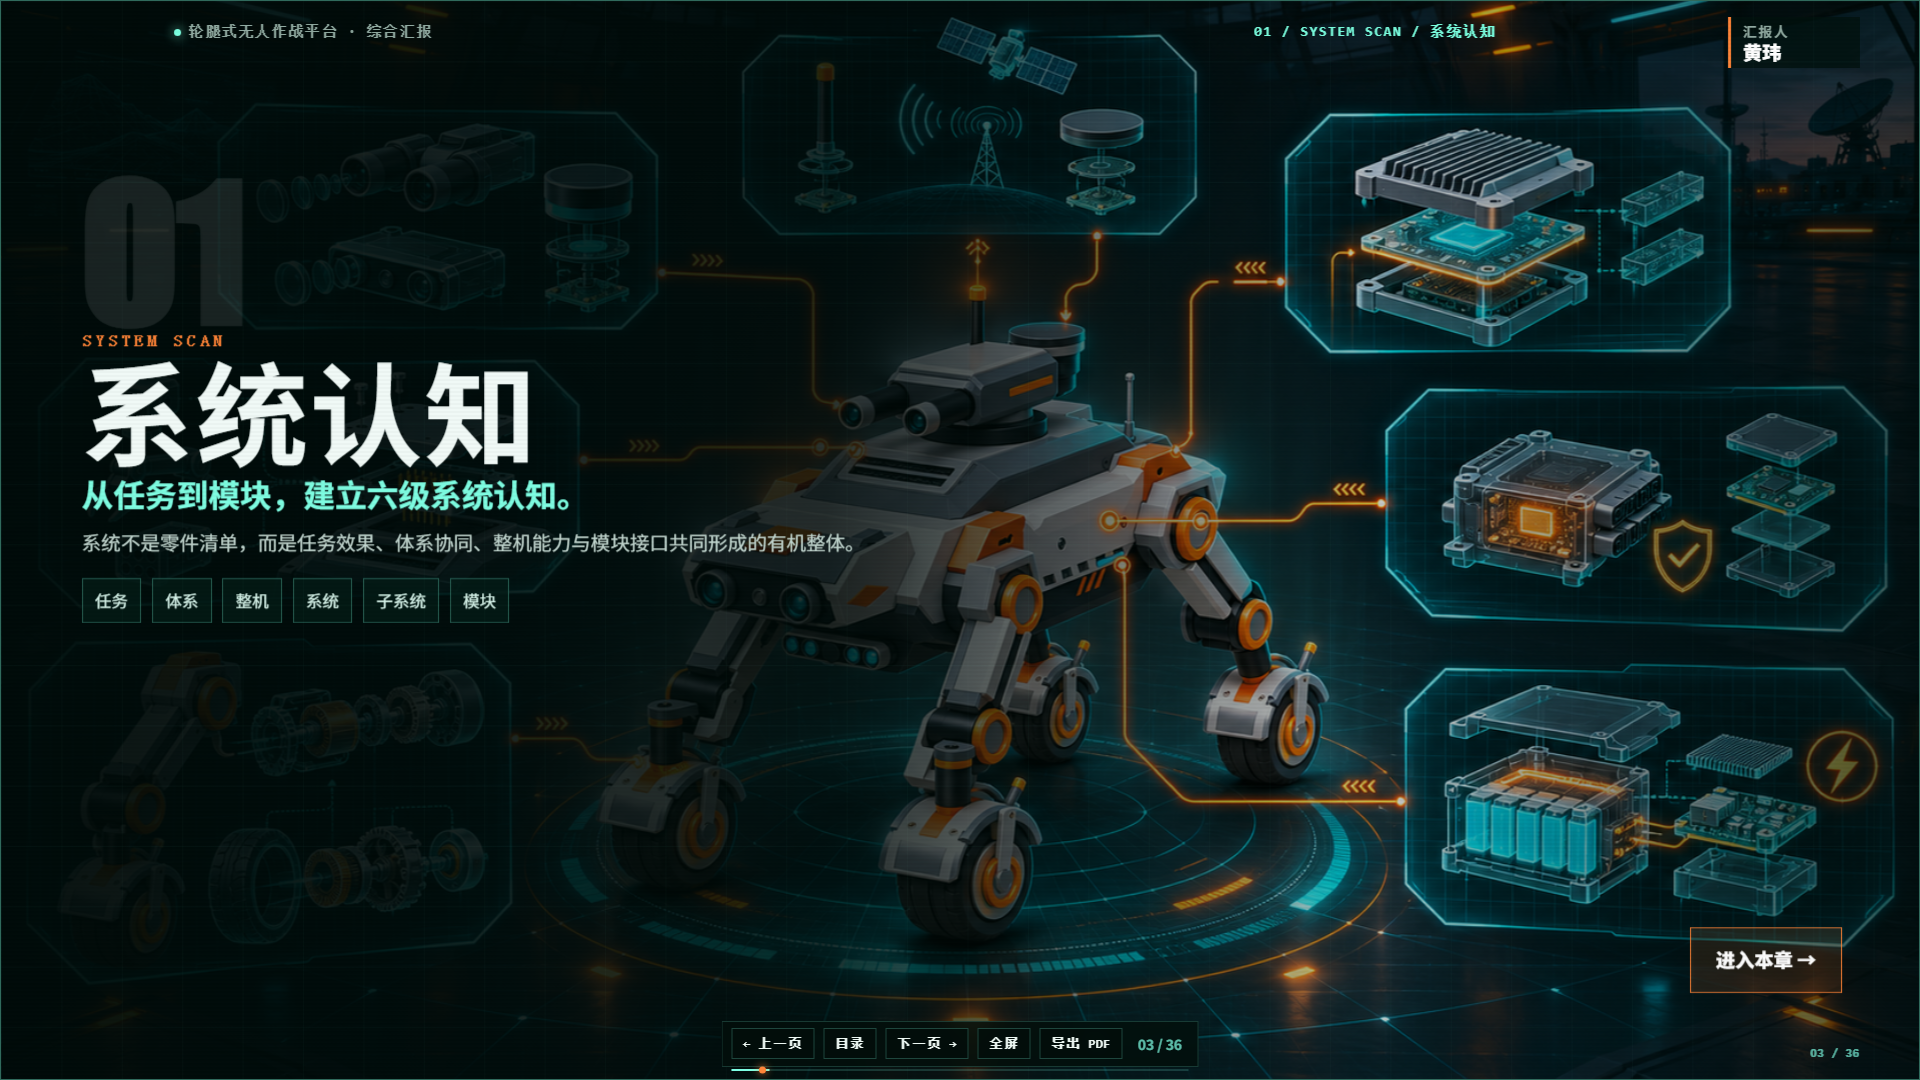 轮腿式无人作战平台 · 综合汇报
01 / SYSTEM SCAN / 系统认知
汇报人
黄玮
01
SYSTEM SCAN
系统认知
从任务到模块，建立六级系统认知。
系统不是零件清单，而是任务效果、体系协同、整机能力与模块接口共同形成的有机整体。
任务 体系 整机 系统 子系统 模块
进入本章 →
← 上一页 目录 下一页 → 全屏 导出 PDF 03 / 36
03 / 36